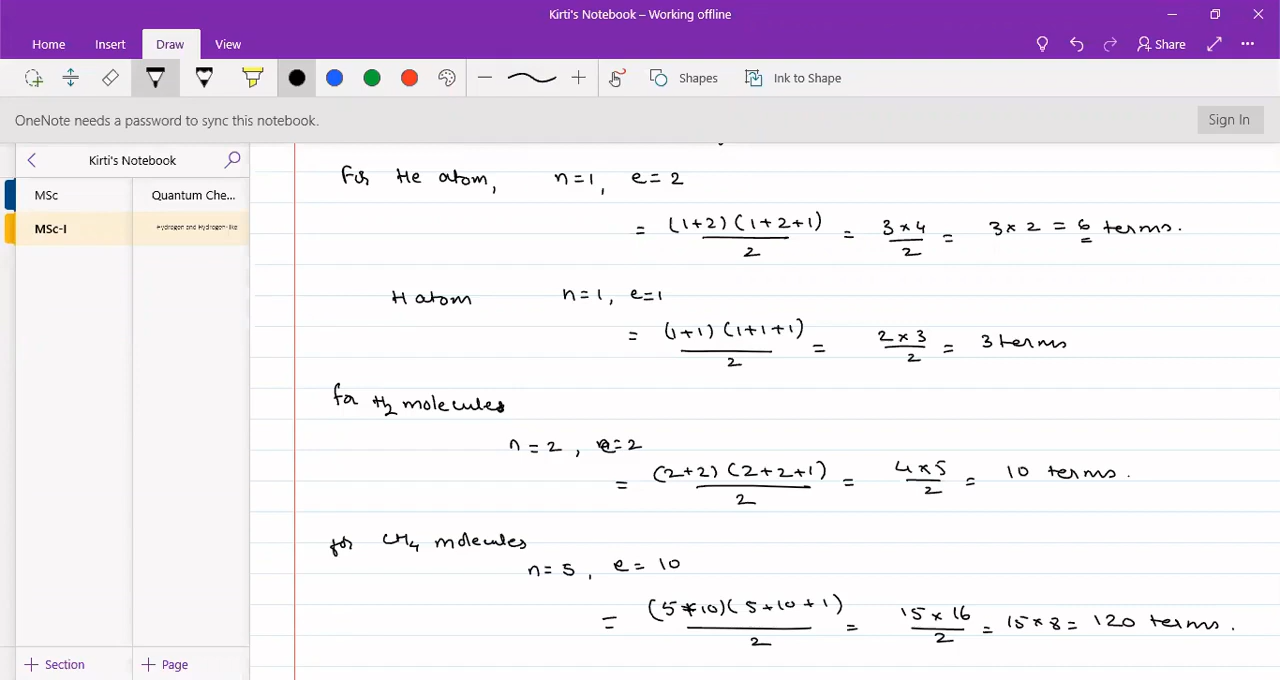 Kirti's Notebook – Working offline
Home Insert Draw View
Share
Shapes Ink to Shape
OneNote needs a password to sync this notebook.
Sign In
Kirti's Notebook
MSc
Quantum Che...
MSc-I
Hydrogen and Hydrogen-like
For He atom, n=1, e=2
= (1+2)(1+2+1)/2 = 3×4/2 = 3×2 = 6 terms.
H atom n=1, e=1
= (1+1)(1+1+1)/2 = 2×3/2 = 3 terms
for H2 molecules
n=2, e=2
= (2+2)(2+2+1)/2 = 4×5/2 = 10 terms.
for CH4 molecules
n=5, e=10
= (5+10)(5+10+1)/2 = 15×16/2 = 15×8 = 120 terms.
+ Section + Page